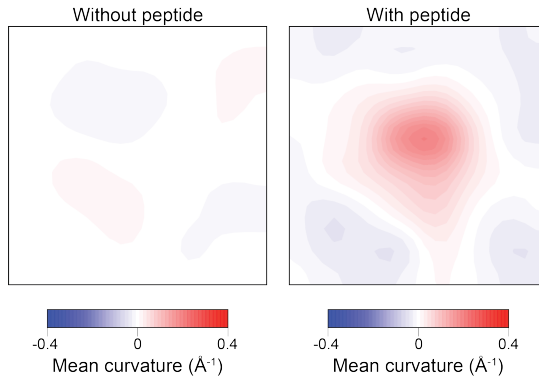 Without peptide
With peptide
-0.4 0 0.4
Mean curvature (Å⁻¹)
-0.4 0 0.4
Mean curvature (Å⁻¹)